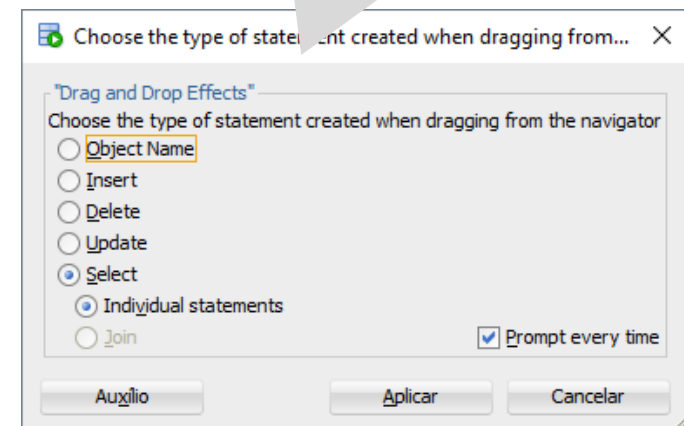 Choose the type of statement created when dragging from...
"Drag and Drop Effects"
Choose the type of statement created when dragging from the navigator
Object Name
Insert
Delete
Update
Select
Individual statements
Join
Prompt every time
Auxílio
Aplicar
Cancelar